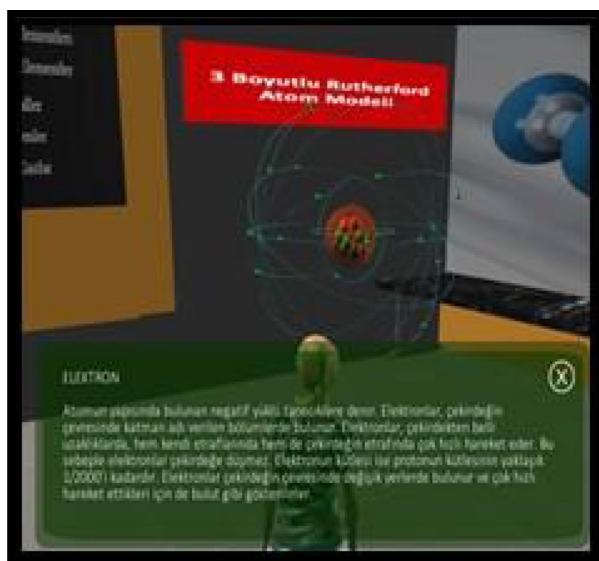 3 Boyutlu Rutherford
Atom Modeli
ELEKTRON
Atomun yapısında bulunan negatif yüklü taneciklere denir. Elektronlar, çekirdeğin
çevresinde katman adı verilen bölümlerde bulunur. Elektronlar, çekirdekten belli
uzaklıklarda, hem kendi etraflarında hem de çekirdeğin etrafında çok hızlı hareket eder. Bu
sebeple elektronlar çekirdeğe düşmez. Elektronun kütlesi ise protonun kütlesinin yaklaşık
1/2000'i kadardır. Elektronlar çekirdeğin çevresinde değişik yerlerde bulunur ve çok hızlı
hareket ettikleri için de bulut gibi gösterilirler.
X